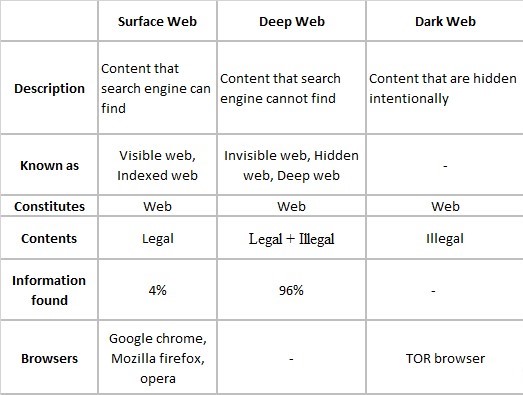 Surface Web Deep Web Dark Web
Description
Content that
search engine can
find
Content that search
engine cannot find
Content that are hidden
intentionally
Known as
Visible web,
Indexed web
Invisible web, Hidden
web, Deep web
-
Constitutes Web Web Web
Contents Legal Legal + Illegal Illegal
Information
found
4% 96% -
Browsers
Google chrome,
Mozilla firefox,
opera
-
TOR browser